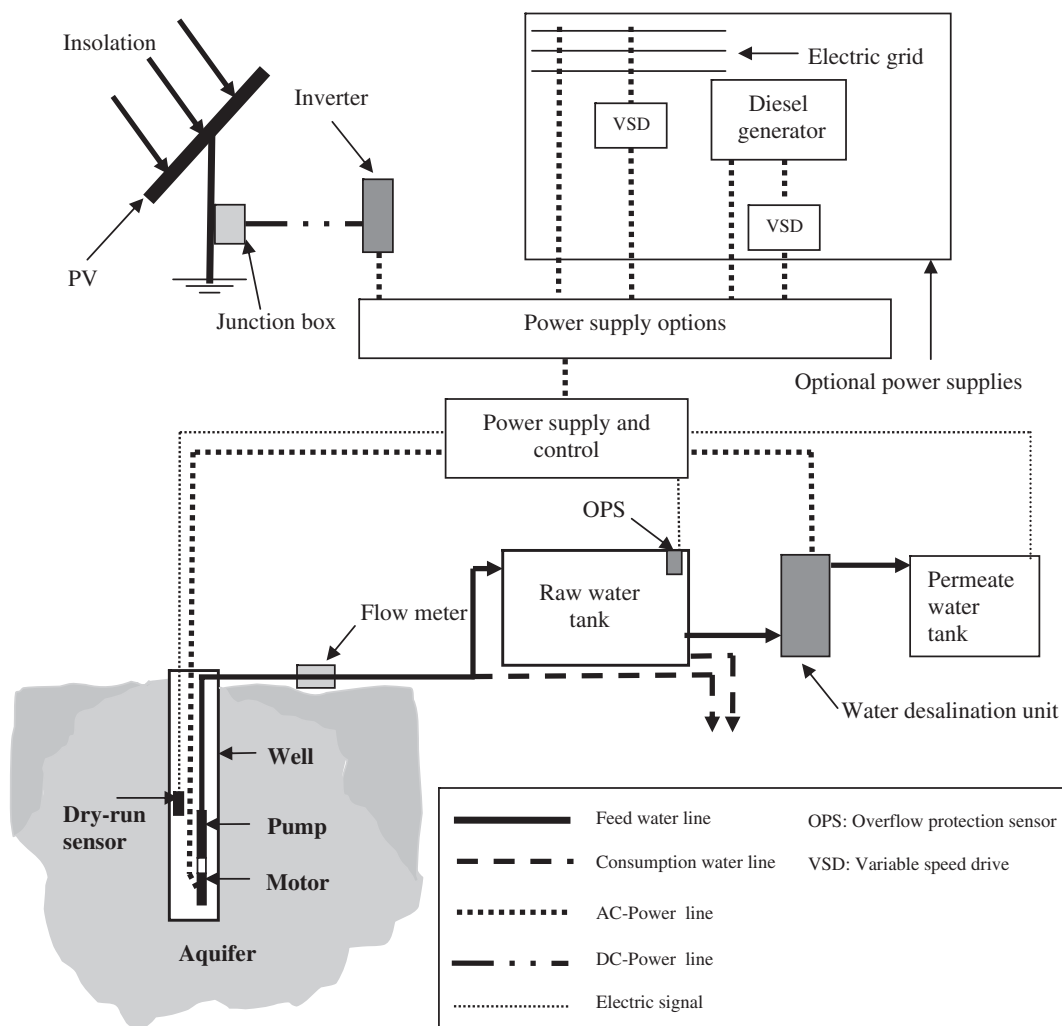 Insolation
Inverter
PV
Junction box
Electric grid
VSD
Diesel
generator
VSD
Power supply options
Optional power supplies
Power supply and
control
OPS
Raw water
tank
Permeate
water
tank
Flow meter
Water desalination unit
Well
Dry-run
sensor
Pump
Motor
Aquifer
Feed water line
OPS: Overflow protection sensor
Consumption water line
VSD: Variable speed drive
AC-Power line
DC-Power line
Electric signal